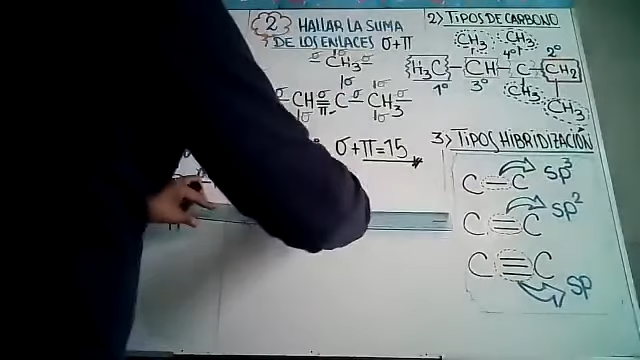 2 HALLAR LA SUMA
DE LOS ENLACES σ+π
σ CH3 σ
σ CH σ π C σ CH3 σ
σ+π=15
2) TIPOS DE CARBONO
CH3 CH3
4°
2°
H3C — CH — C — CH2
1° 3°
CH3
CH3
3) TIPOS HIBRIDIZACIÓN
C — C sp3
C = C sp2
C ≡ C sp